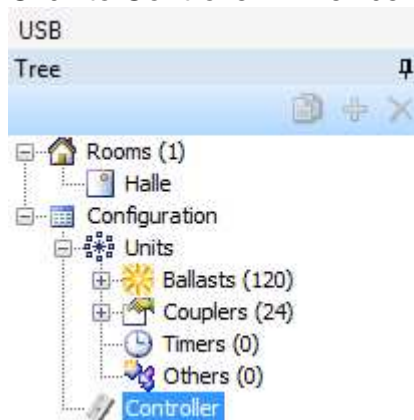 USB
Tree
Rooms (1)
Halle
Configuration
Units
Ballasts (120)
Couplers (24)
Timers (0)
Others (0)
Controller